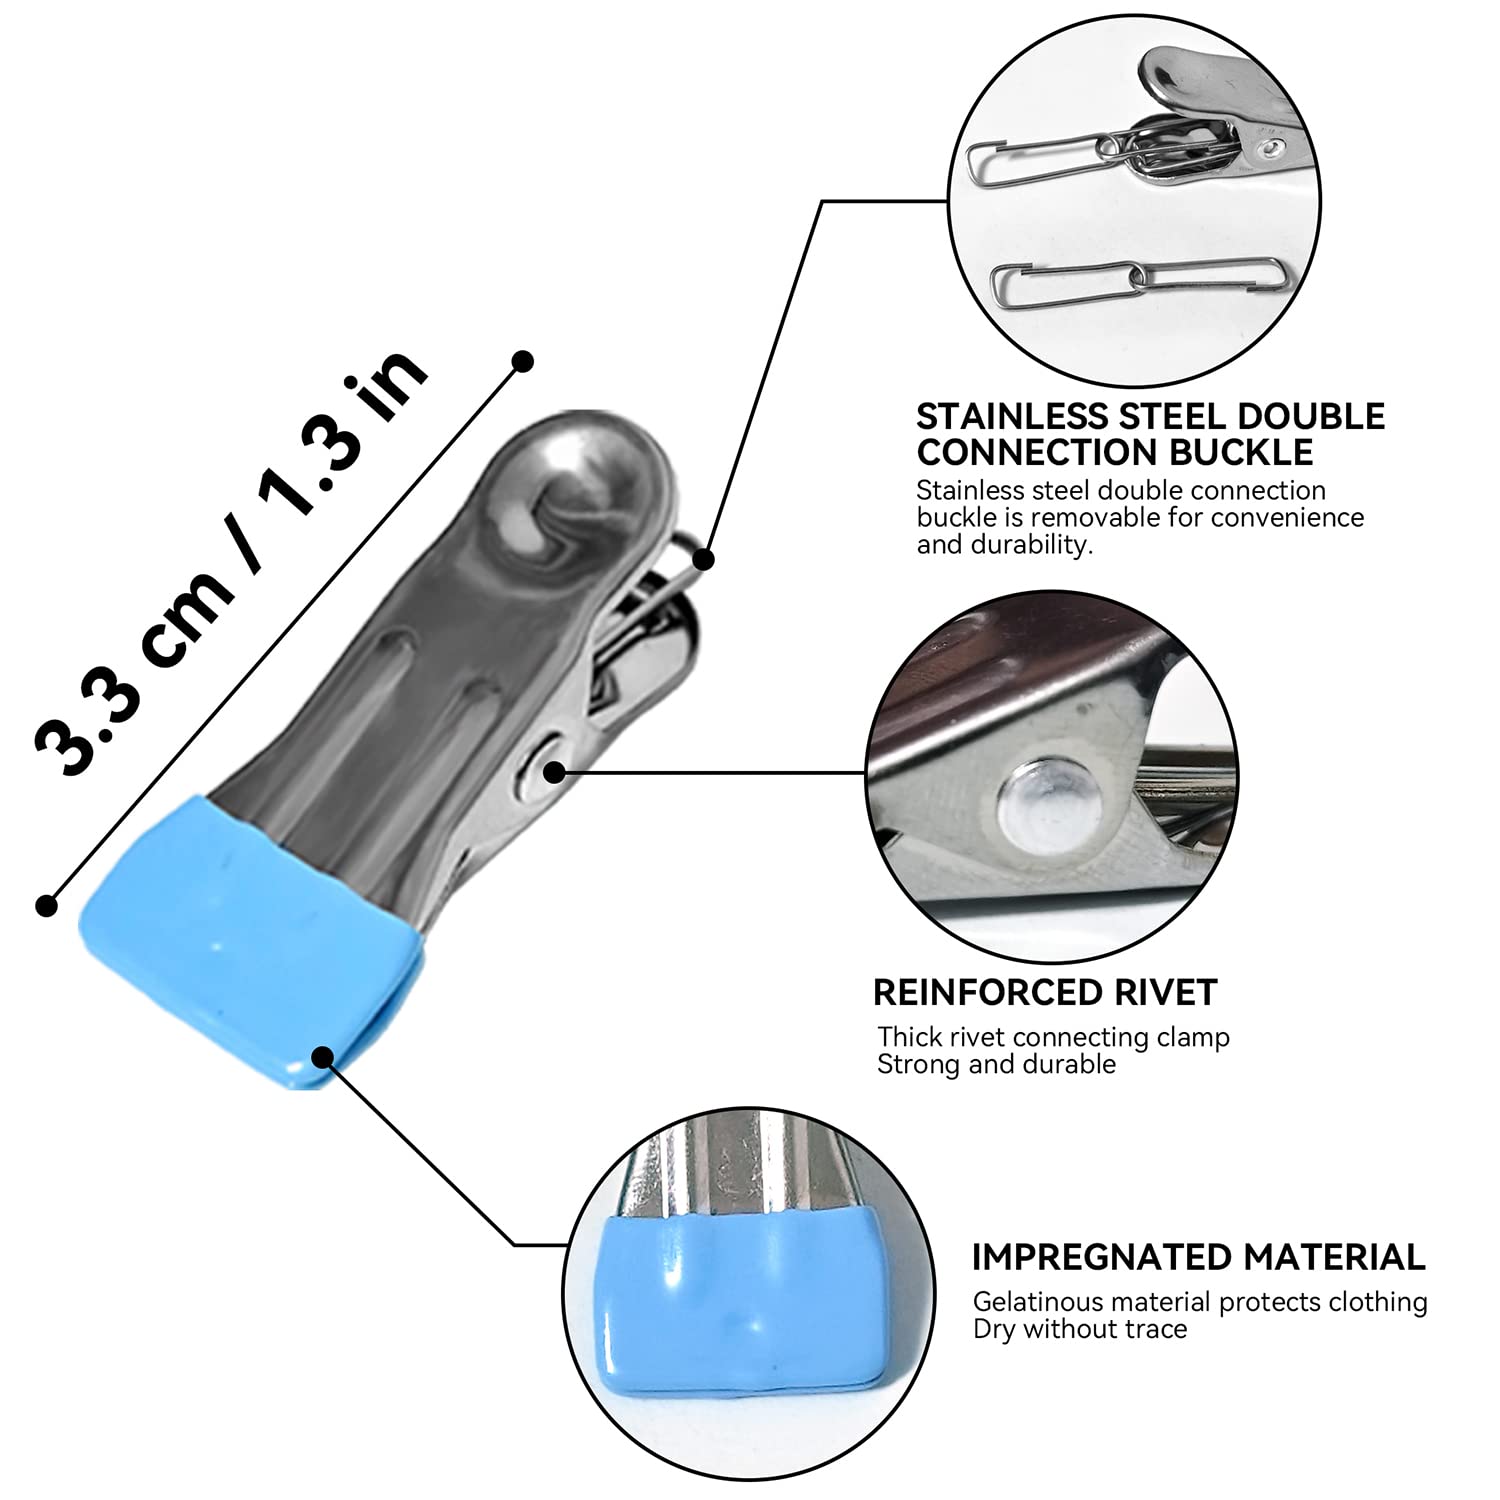 3.3 cm / 1.3 in
STAINLESS STEEL DOUBLE
CONNECTION BUCKLE
Stainless steel double connection
buckle is removable for convenience
and durability.
REINFORCED RIVET
Thick rivet connecting clamp
Strong and durable
IMPREGNATED MATERIAL
Gelatinous material protects clothing
Dry without trace